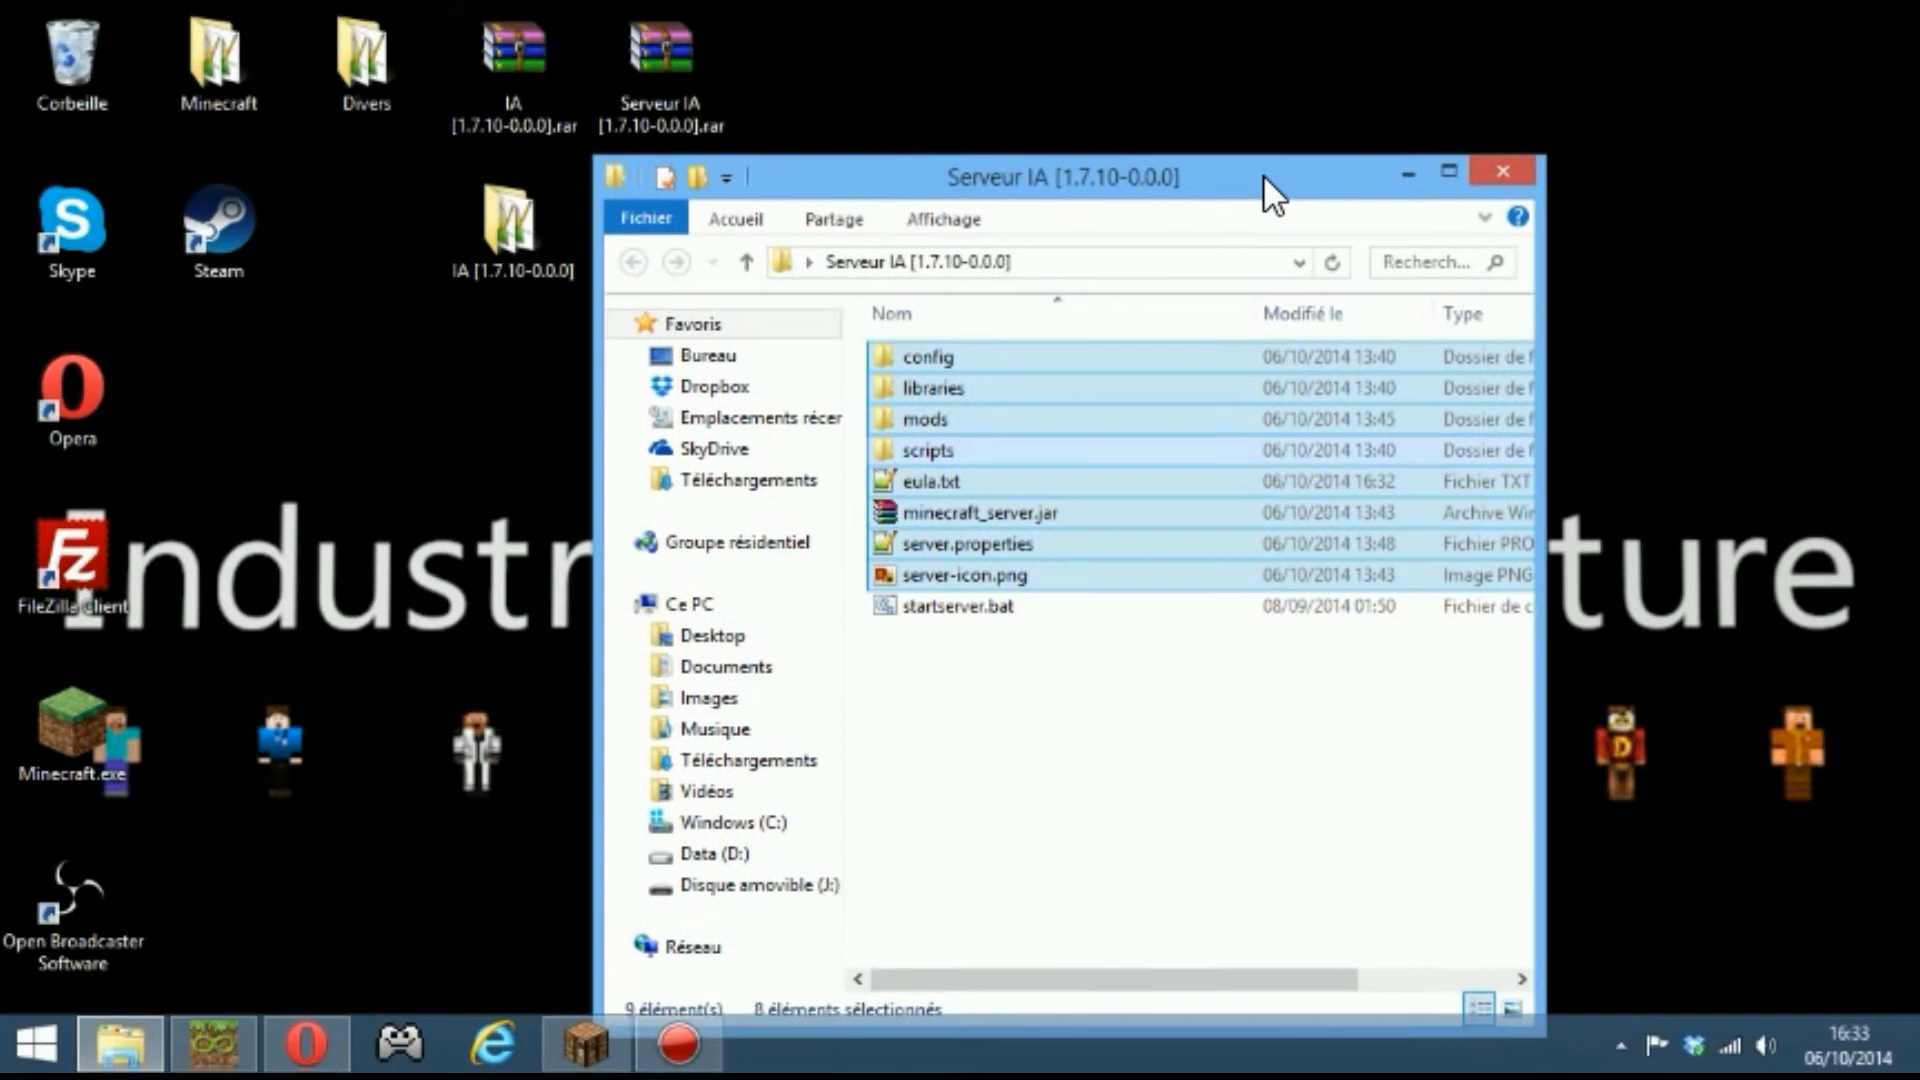 Corbeille
Minecraft
Divers
IA
[1.7.10-0.0.0].rar
Serveur IA
[1.7.10-0.0.0].rar
Skype
Steam
IA [1.7.10-0.0.0]
Opera
FileZilla Client
Minecraft.exe
Open Broadcaster
Software
Industr
ture
D
Serveur IA [1.7.10-0.0.0]
Fichier
Accueil
Partage
Affichage
Serveur IA [1.7.10-0.0.0]
Recherch...
Nom
Modifié le
Type
Favoris
Bureau
Dropbox
Emplacements récer
SkyDrive
Téléchargements
Groupe résidentiel
Ce PC
Desktop
Documents
Images
Musique
Téléchargements
Vidéos
Windows (C:)
Data (D:)
Disque amovible (J:)
Réseau
config 06/10/2014 13:40 Dossier de f
libraries 06/10/2014 13:40 Dossier de f
mods 06/10/2014 13:45 Dossier de f
scripts 06/10/2014 13:40 Dossier de f
eula.txt 06/10/2014 16:32 Fichier TXT
minecraft_server.jar 06/10/2014 13:43 Archive Wir
server.properties 06/10/2014 13:48 Fichier PRO
server-icon.png 06/10/2014 13:43 Image PNG
startserver.bat 08/09/2014 01:50 Fichier de c
9 élément(s)
8 éléments sélectionnés
16:33
06/10/2014